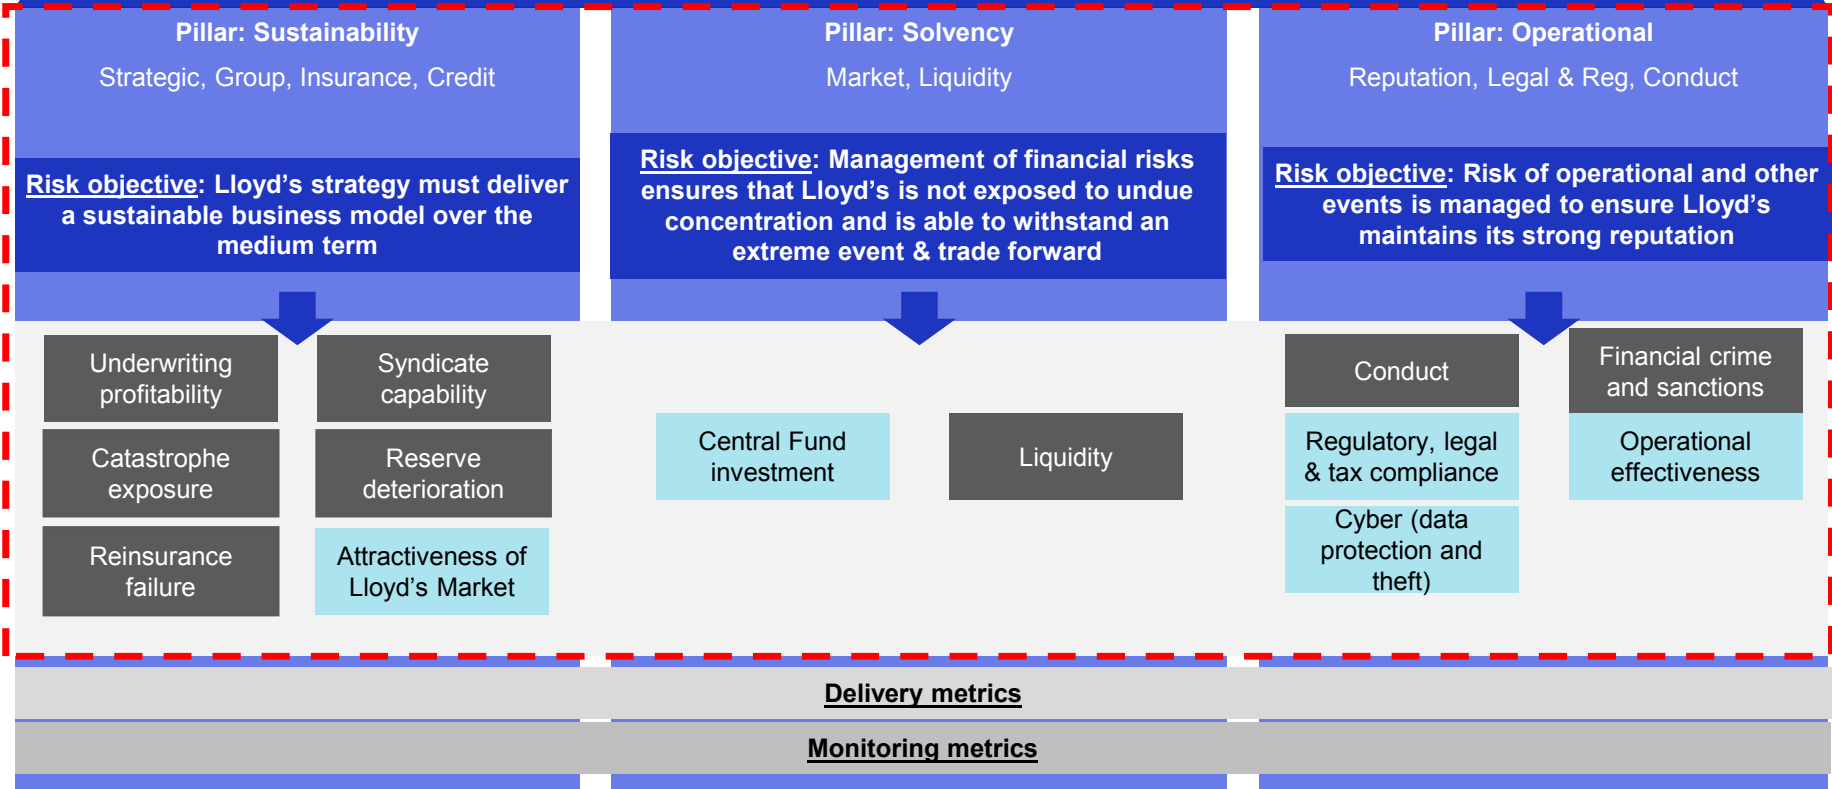 Pillar: Sustainability
Strategic, Group, Insurance, Credit
Risk objective: Lloyd's strategy must deliver
a sustainable business model over the
medium term
Underwriting
profitability
Syndicate
capability
Catastrophe
exposure
Reserve
deterioration
Reinsurance
failure
Attractiveness of
Lloyd's Market
Pillar: Solvency
Market, Liquidity
Risk objective: Management of financial risks
ensures that Lloyd's is not exposed to undue
concentration and is able to withstand an
extreme event & trade forward
Central Fund
investment
Liquidity
Pillar: Operational
Reputation, Legal & Reg, Conduct
Risk objective: Risk of operational and other
events is managed to ensure Lloyd's
maintains its strong reputation
Conduct
Financial crime
and sanctions
Regulatory, legal
& tax compliance
Operational
effectiveness
Cyber (data
protection and
theft)
Delivery metrics
Monitoring metrics